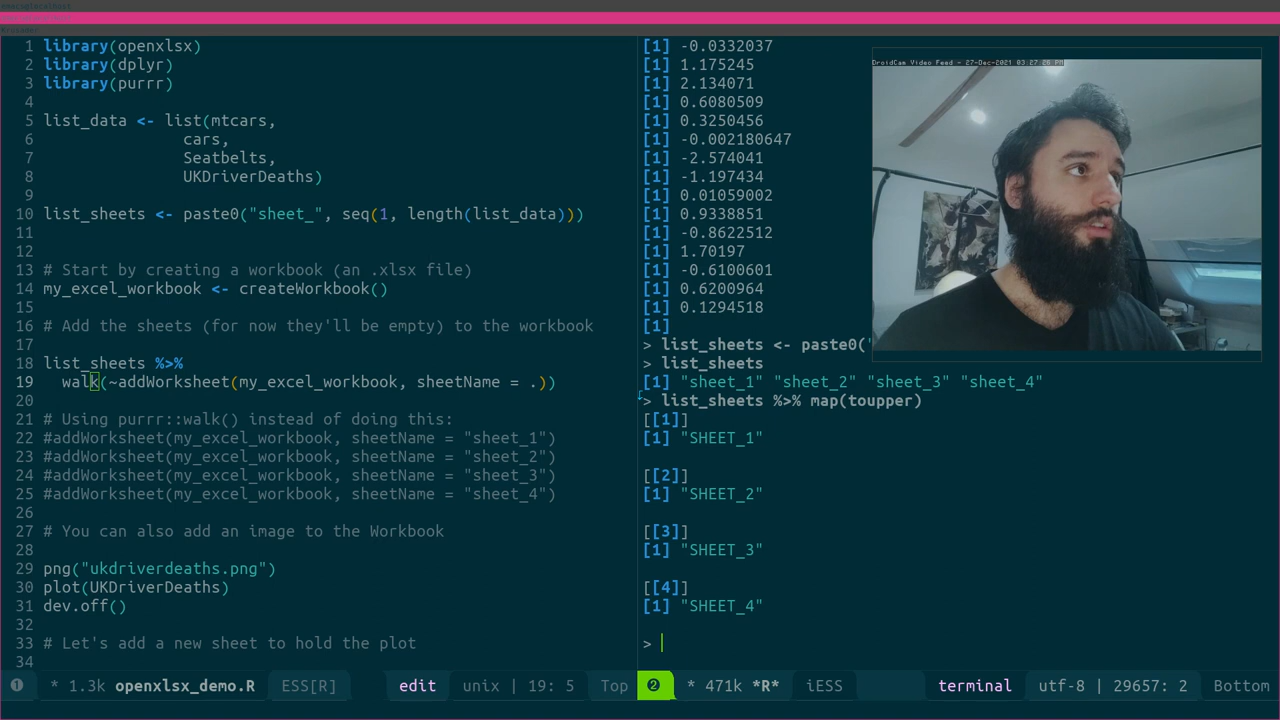 emacs@localhost
Krusader
1 library(openxlsx)
2 library(dplyr)
3 library(purrr)
4
5 list_data <- list(mtcars,
6 cars,
7 Seatbelts,
8 UKDriverDeaths)
9
10 list_sheets <- paste0("sheet_", seq(1, length(list_data)))
11
12
13 # Start by creating a workbook (an .xlsx file)
14 my_excel_workbook <- createWorkbook()
15
16 # Add the sheets (for now they'll be empty) to the workbook
17
18 list_sheets %>%
19 walk(~addWorksheet(my_excel_workbook, sheetName = .))
20
21 # Using purrr::walk() instead of doing this:
22 #addWorksheet(my_excel_workbook, sheetName = "sheet_1")
23 #addWorksheet(my_excel_workbook, sheetName = "sheet_2")
24 #addWorksheet(my_excel_workbook, sheetName = "sheet_3")
25 #addWorksheet(my_excel_workbook, sheetName = "sheet_4")
26
27 # You can also add an image to the Workbook
28
29 png("ukdriverdeaths.png")
30 plot(UKDriverDeaths)
31 dev.off()
32
33 # Let's add a new sheet to hold the plot
34
[1] -0.0332037
[1] 1.175245
[1] 2.134071
[1] 0.6080509
[1] 0.3250456
[1] -0.002180647
[1] -2.574041
[1] -1.197434
[1] 0.01059002
[1] 0.9338851
[1] -0.8622512
[1] 1.70197
[1] -0.6100601
[1] 0.6200964
[1] 0.1294518
[1]
> list_sheets <- paste0('
> list_sheets
[1] "sheet_1" "sheet_2" "sheet_3" "sheet_4"
> list_sheets %>% map(toupper)
[[1]]
[1] "SHEET_1"
[[2]]
[1] "SHEET_2"
[[3]]
[1] "SHEET_3"
[[4]]
[1] "SHEET_4"
>
DroidCam Video Feed - 27-Dec-2021 03:27:26 PM
1 * 1.3k openxlsx_demo.R ESS[R] edit unix | 19: 5 Top
2 * 471k *R* iESS terminal utf-8 | 29657: 2 Bottom